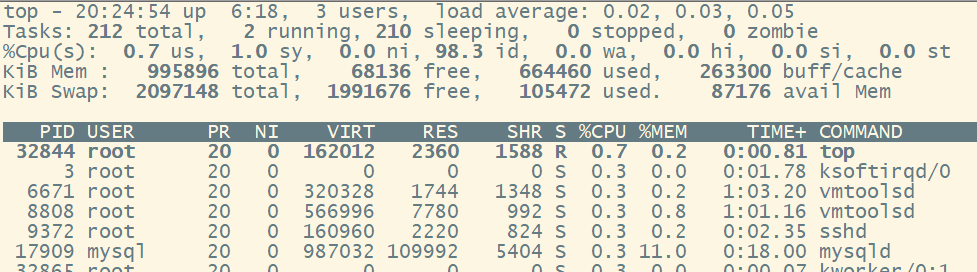 top - 20:24:54 up  6:18,  3 users,  load average: 0.02, 0.03, 0.05
Tasks: 212 total,   2 running, 210 sleeping,   0 stopped,   0 zombie
%Cpu(s):  0.7 us,  1.0 sy,  0.0 ni, 98.3 id,  0.0 wa,  0.0 hi,  0.0 si,  0.0 st
KiB Mem :   995896 total,    68136 free,   664460 used,   263300 buff/cache
KiB Swap:  2097148 total,  1991676 free,   105472 used.    87176 avail Mem
PID USER      PR  NI    VIRT    RES    SHR S %CPU %MEM     TIME+ COMMAND
32844 root      20   0  162012   2360   1588 R  0.7  0.2   0:00.81 top
3 root      20   0       0      0      0 S  0.3  0.0   0:01.78 ksoftirqd/0
6671 root      20   0  320328   1744   1348 S  0.3  0.2   1:03.20 vmtoolsd
8808 root      20   0  566996   7780    992 S  0.3  0.8   1:01.16 vmtoolsd
9372 root      20   0  160960   2220    824 S  0.3  0.2   0:02.35 sshd
17909 mysql     20   0  987032 109992   5404 S  0.3 11.0   0:18.00 mysqld
32865 root      20   0       0      0      0 S  0.3  0.0   0:00.07 kworker/0:1